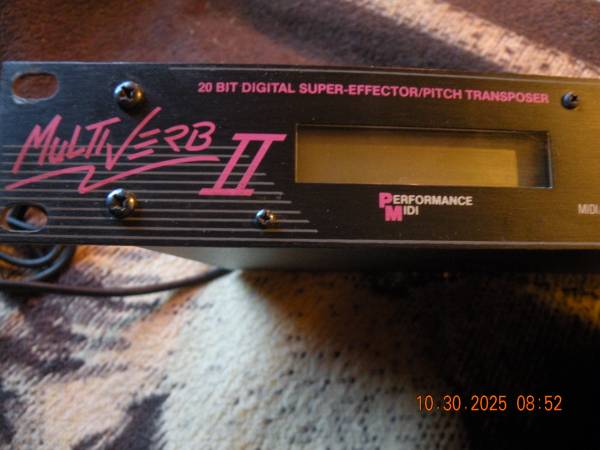 20 BIT DIGITAL SUPER-EFFECTOR/PITCH TRANSPOSER
MULTIVERB II
PERFORMANCE
MIDI
MIDI
10.30.2025 08:52